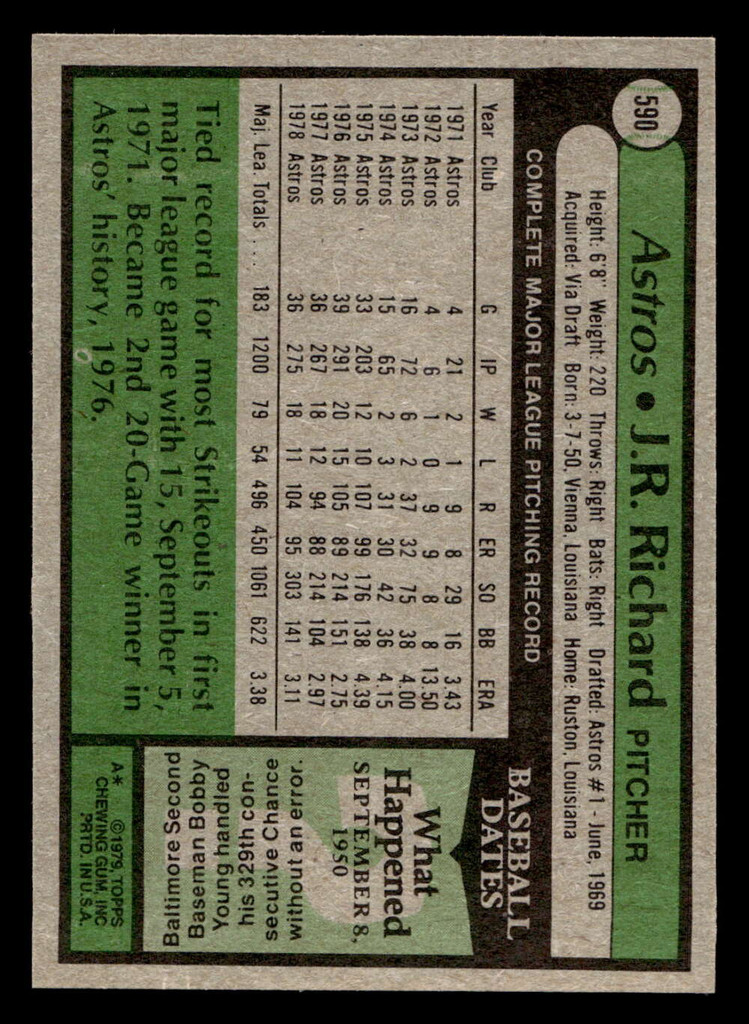 590
Astros • J.R. Richard PITCHER
Height: 6'8" Weight: 220 Throws: Right Bats: Right Drafted: Astros #1 - June, 1969
Acquired: Via Draft Born: 3-7-50, Vienna, Louisiana Home: Ruston, Louisiana
COMPLETE MAJOR LEAGUE PITCHING RECORD
Year Club G IP W L R ER SO BB ERA
1971 Astros 4 21 2 1 9 8 29 16 3.43
1972 Astros 4 6 1 0 9 9 8 8 13.50
1973 Astros 16 72 6 2 37 32 75 38 4.00
1974 Astros 15 65 2 3 31 30 42 36 4.15
1975 Astros 33 203 12 10 107 99 176 138 4.39
1976 Astros 39 291 20 15 105 89 214 151 2.75
1977 Astros 36 267 18 12 94 88 214 104 2.97
1978 Astros 36 275 18 11 104 95 303 141 3.11
Maj. Lea Totals . . . 183 1200 79 54 496 450 1061 622 3.38
Tied record for most Strikeouts in first
major league game with 15, September 5,
1971. Became 2nd 20-Game winner in
Astros' history, 1976.
BASEBALL
DATES
What
Happened
SEPTEMBER 8,
1950
Baltimore Second
Baseman Bobby
Young handled
his 329th con-
secutive Chance
without an error.
A* ©1979, TOPPS
CHEWING GUM, INC
PRTD. IN U.S.A.